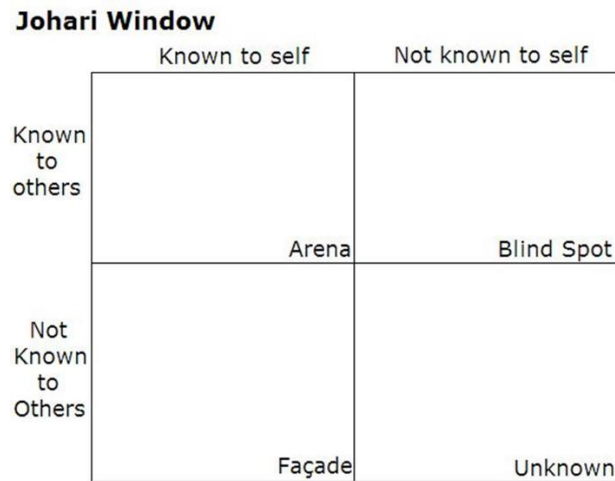 Johari Window
Known to self
Not known to self
Known
to
others
Arena
Blind Spot
Not
Known
to
Others
Façade
Unknown